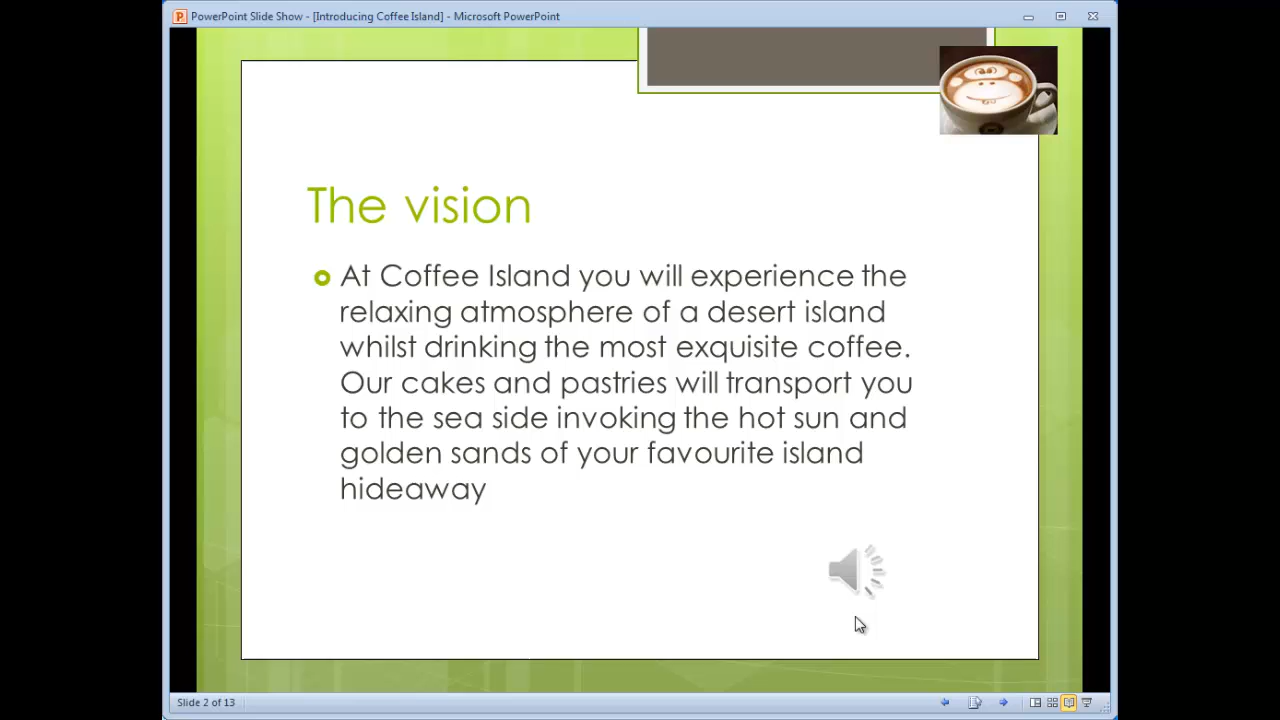 PowerPoint Slide Show - [Introducing Coffee Island] - Microsoft PowerPoint
The vision
At Coffee Island you will experience the
relaxing atmosphere of a desert island
whilst drinking the most exquisite coffee.
Our cakes and pastries will transport you
to the sea side invoking the hot sun and
golden sands of your favourite island
hideaway
Slide 2 of 13